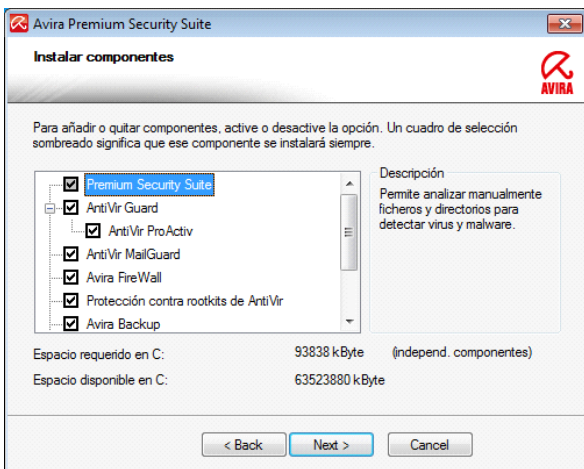 Avira Premium Security Suite
Instalar componentes
AVIRA
Para añadir o quitar componentes, active o desactive la opción. Un cuadro de selección
sombreado significa que ese componente se instalará siempre.
Premium Security Suite
AntiVir Guard
AntiVir ProActiv
AntiVir MailGuard
Avira FireWall
Protección contra rootkits de AntiVir
Avira Backup
Descripción
Permite analizar manualmente
ficheros y directorios para
detectar virus y malware.
Espacio requerido en C: 93838 kByte (independ. componentes)
Espacio disponible en C: 63523880 kByte
< Back Next > Cancel